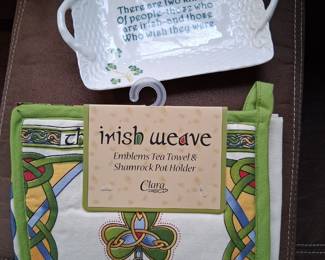 There are two kinds
Of people-those who
are irish-and those
Who wish they were
th
irish weave
Emblems Tea Towel &
Shamrock Pot Holder
Clara